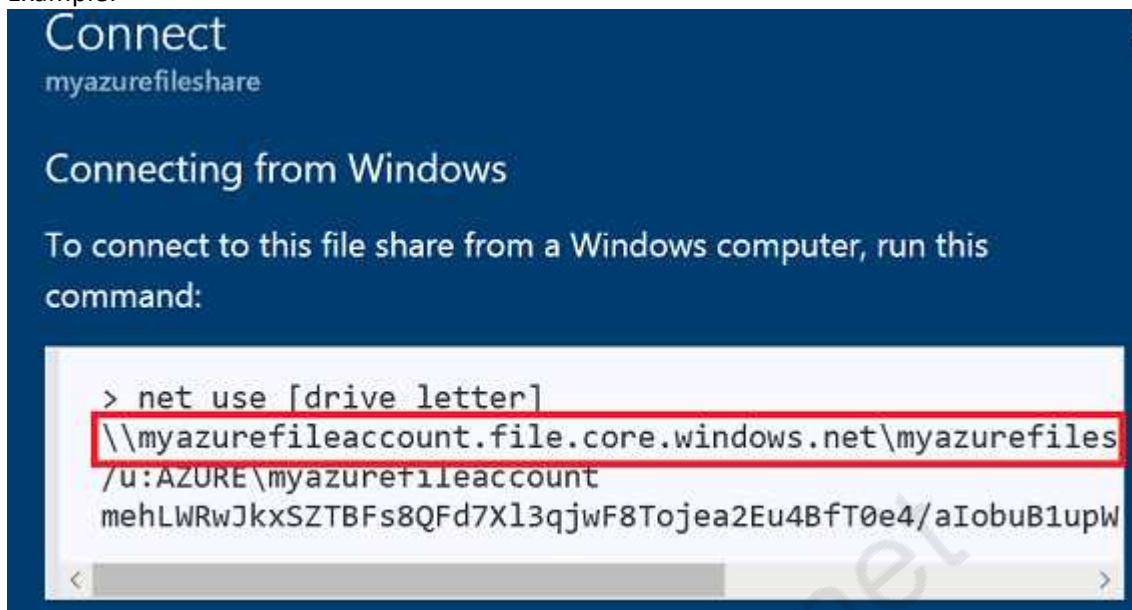 Example:
Connect
myazurefileshare
Connecting from Windows
To connect to this file share from a Windows computer, run this
command:
> net use [drive letter]
\\myazurefileaccount.file.core.windows.net\myazurefiles
/u:AZURE\myazurefileaccount
mehLWRwJkxSZTBFs8QFd7Xl3qjwF8Tojea2Eu4BfT0e4/aIobuB1upW